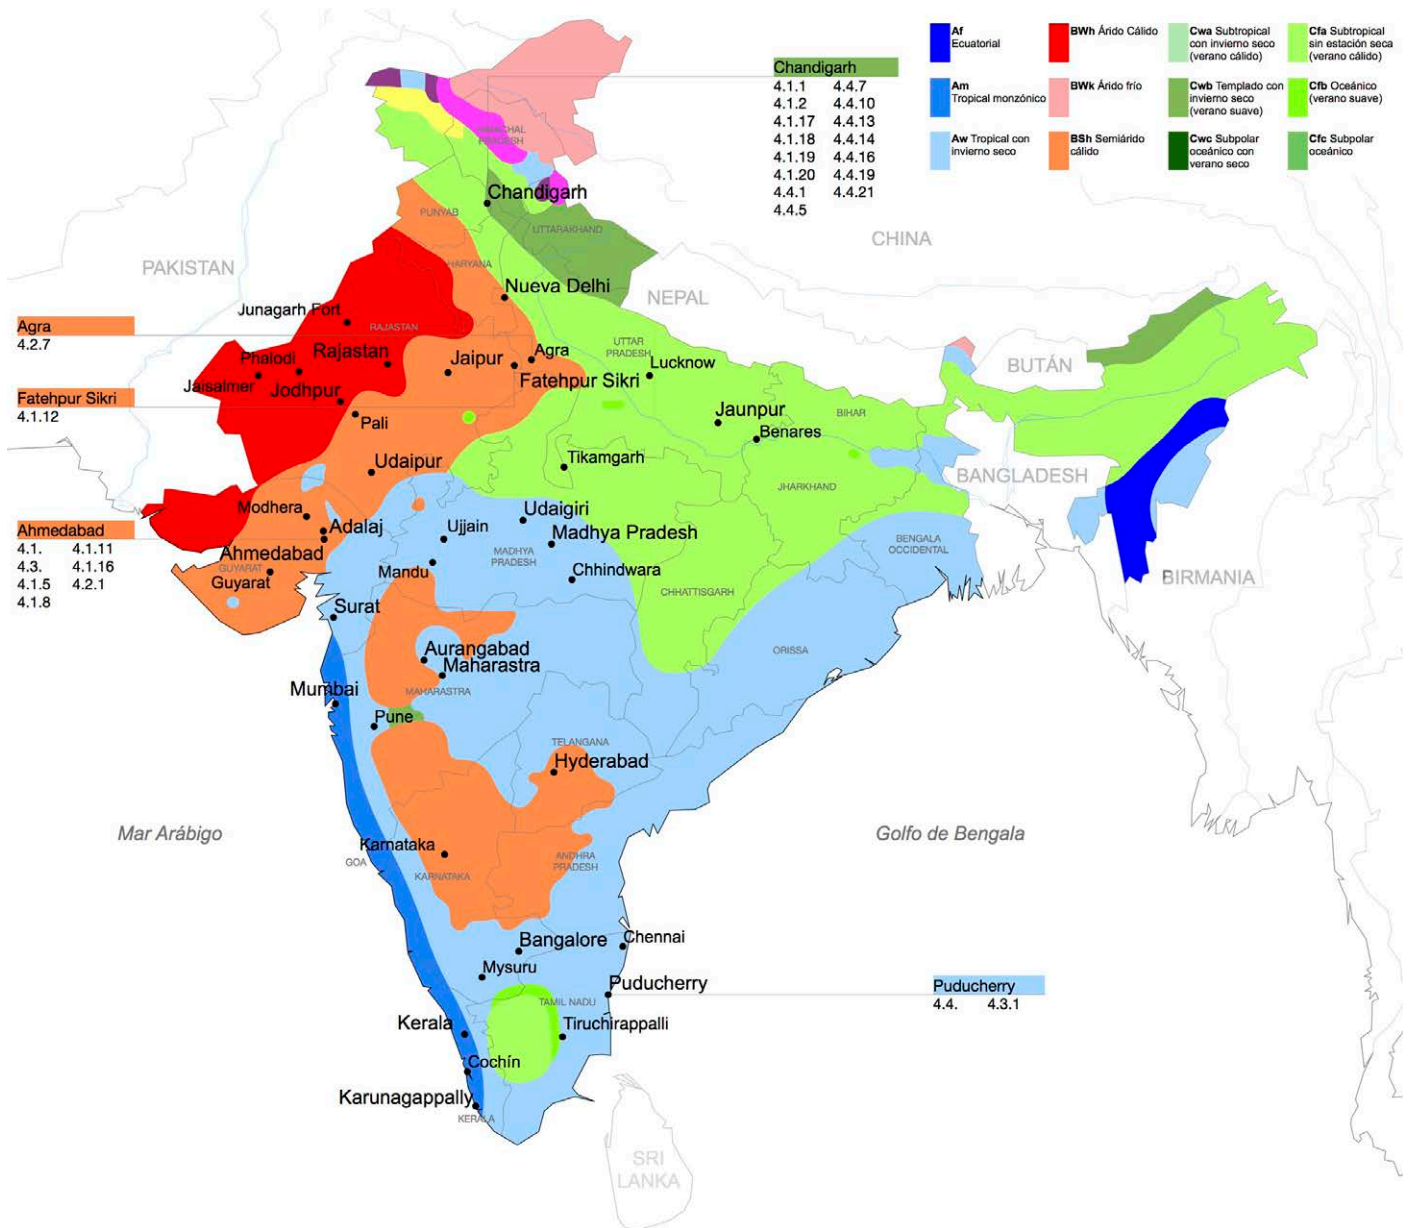 Af
Ecuatorial
Am
Tropical monzónico
Aw Tropical con
invierno seco
BWh Árido Cálido
BWk Árido frío
BSh Semiárido
cálido
Cwa Subtropical
con invierno seco
(verano cálido)
Cwb Templado con
invierno seco
(verano suave)
Cwc Subpolar
oceánico con
verano seco
Cfa Subtropical
sin estación seca
(verano cálido)
Cfb Oceánico
(verano suave)
Cfc Subpolar
oceánico
Chandigarh
4.1.1 4.4.7
4.1.2 4.4.10
4.1.17 4.4.13
4.1.18 4.4.14
4.1.19 4.4.16
4.1.20 4.4.19
4.4.1 4.4.21
4.4.5
HIMACHAL
PRADESH
Chandigarh
PUNYAB
UTTARAKHAND
CHINA
PAKISTAN
HARYANA
Nueva Delhi
NEPAL
Junagarh Fort
RAJASTAN
Agra
4.2.7
UTTAR
PRADESH
Phalodi
Rajastan
Jaipur
Agra
Lucknow
BUTÁN
Jaisalmer
Jodhpur
Fatehpur Sikri
Fatehpur Sikri
4.1.12
Pali
Jaunpur
BIHAR
Benares
Udaipur
Tikamgarh
BANGLADESH
JHARKHAND
Modhera
Udaigiri
Ahmedabad
4.1. 4.1.11
4.3. 4.1.16
4.1.5 4.2.1
4.1.8
Adalaj
Ujjain
Madhya Pradesh
BENGALA
OCCIDENTAL
Ahmedabad
MADHYA
PRADESH
GUYARAT
Guyarat
Mandu
Chhindwara
CHHATTISGARH
BIRMANIA
Surat
Aurangabad
Maharastra
ORISSA
Mumbai
MAHARASTRA
Pune
TELANGANA
Hyderabad
Mar Arábigo
Golfo de Bengala
Karnataka
GOA
KARNATAKA
ANDHRA
PRADESH
Bangalore
Chennai
Mysuru
Puducherry
Puducherry
4.4. 4.3.1
TAMIL NADU
Kerala
Tiruchirappalli
Cochín
Karunagappally
KERALA
SRI
LANKA